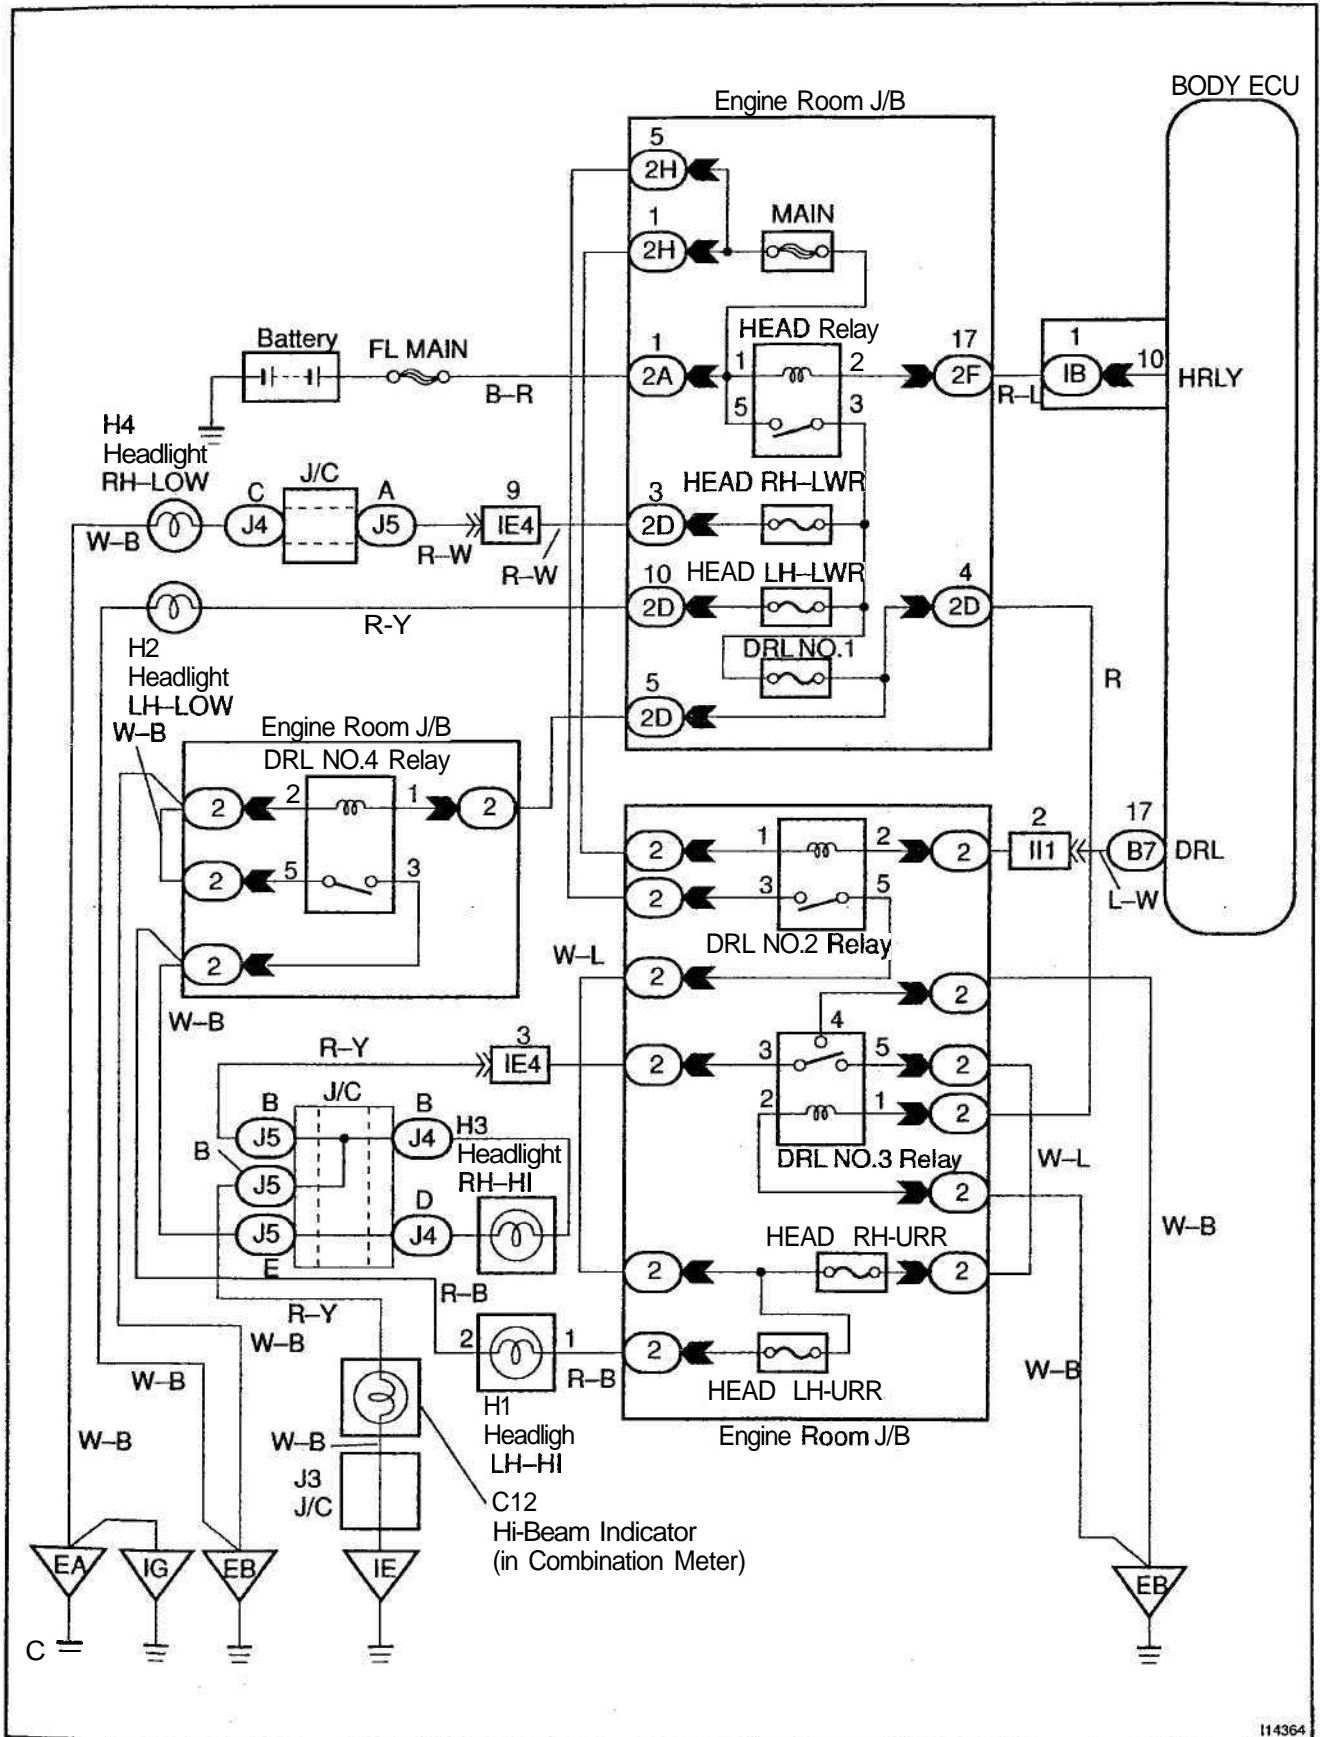 BODY ECU
Engine Room J/B
5
2H
1
2H
MAIN
Battery
FL MAIN
B–R
1
2A
HEAD Relay
1
2
5
3
17
2F
R–L
1
IB
10
HRLY
H4
Headlight
RH–LOW
W–B
C
J4
J/C
A
J5
R–W
9
IE4
R–W
3
2D
HEAD RH–LWR
10
2D
HEAD LH–LWR
4
2D
R-Y
H2
Headlight
LH–LOW
DRL NO.1
5
2D
R
W–B
Engine Room J/B
DRL NO.4 Relay
2
2
1
2
2
5
3
2
W–B
2
1
2
2
2
II1
17
B7
DRL
L–W
2
3
5
DRL NO.2 Relay
W–L
2
2
4
R–Y
3
IE4
2
3
5
2
2
1
2
DRL NO.3 Relay
2
W–L
W–B
B
J5
J/C
B
J4
H3
Headlight
RH–HI
B
J5
J5
E
D
J4
HEAD RH-URR
2
2
R–B
R–Y
W–B
2
1
R–B
2
HEAD LH-URR
Engine Room J/B
W–B
H1
Headligh
LH–HI
W–B
W–B
W–B
J3
J/C
C12
Hi-Beam Indicator
(in Combination Meter)
EA
IG
EB
IE
EB
C
I14364